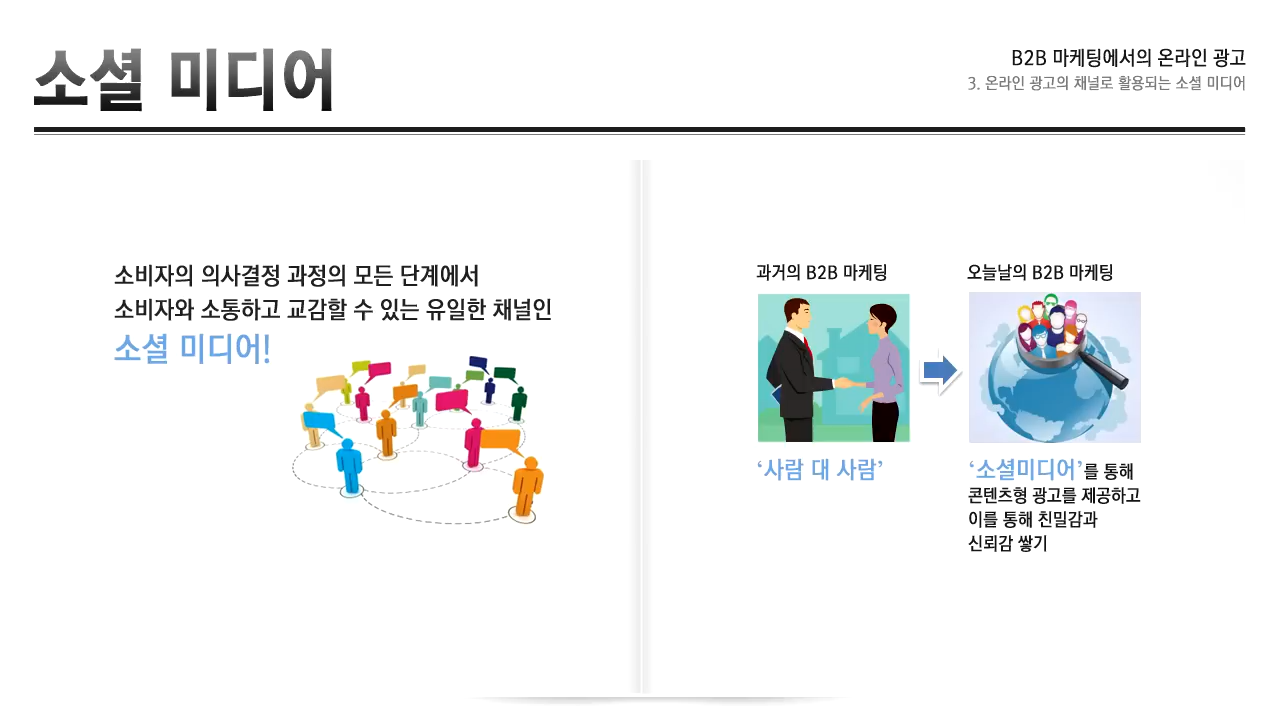 소셜 미디어
B2B 마케팅에서의 온라인 광고
3. 온라인 광고의 채널로 활용되는 소셜 미디어
소비자의 의사결정 과정의 모든 단계에서
소비자와 소통하고 교감할 수 있는 유일한 채널인
소셜 미디어!
과거의 B2B 마케팅
‘사람 대 사람’
오늘날의 B2B 마케팅
‘소셜미디어’를 통해
콘텐츠형 광고를 제공하고
이를 통해 친밀감과
신뢰감 쌓기